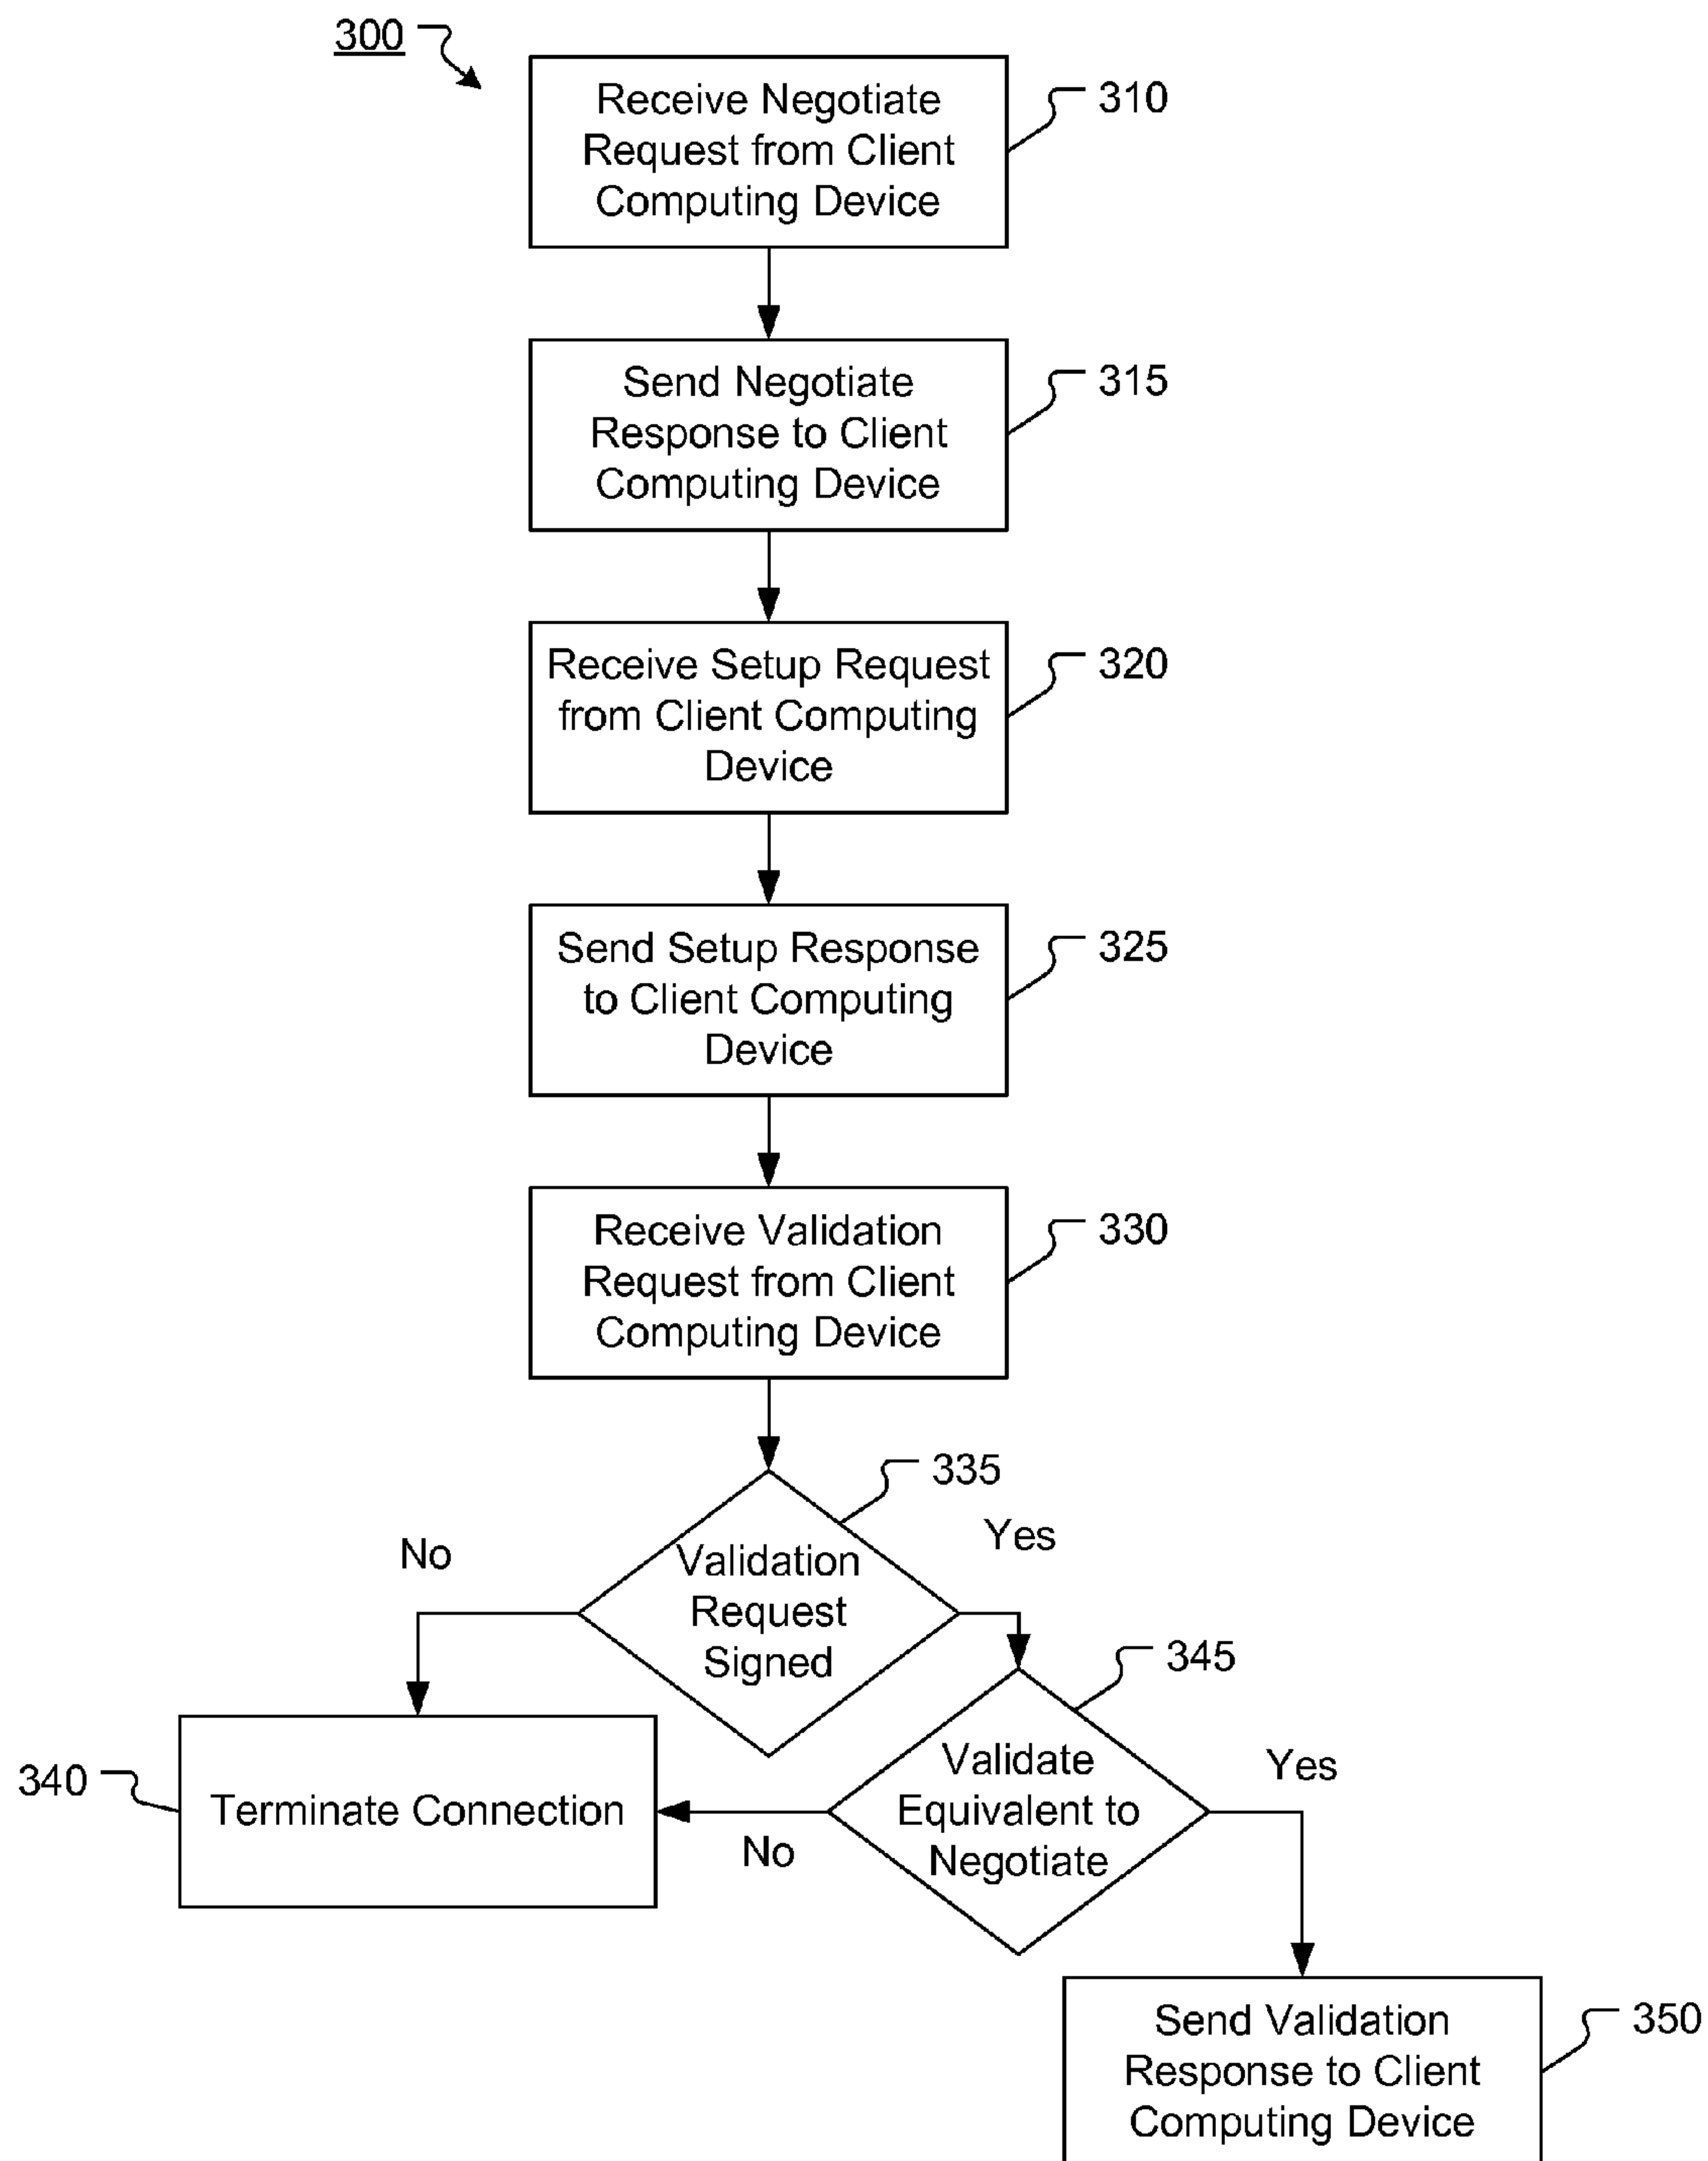 300
Receive Negotiate
Request from Client
Computing Device
310
Send Negotiate
Response to Client
Computing Device
315
Receive Setup Request
from Client Computing
Device
320
Send Setup Response
to Client Computing
Device
325
Receive Validation
Request from Client
Computing Device
330
335
No
Yes
Validation
Request
Signed
345
340
Terminate Connection
No
Validate
Equivalent to
Negotiate
Yes
Send Validation
Response to Client
Computing Device
350